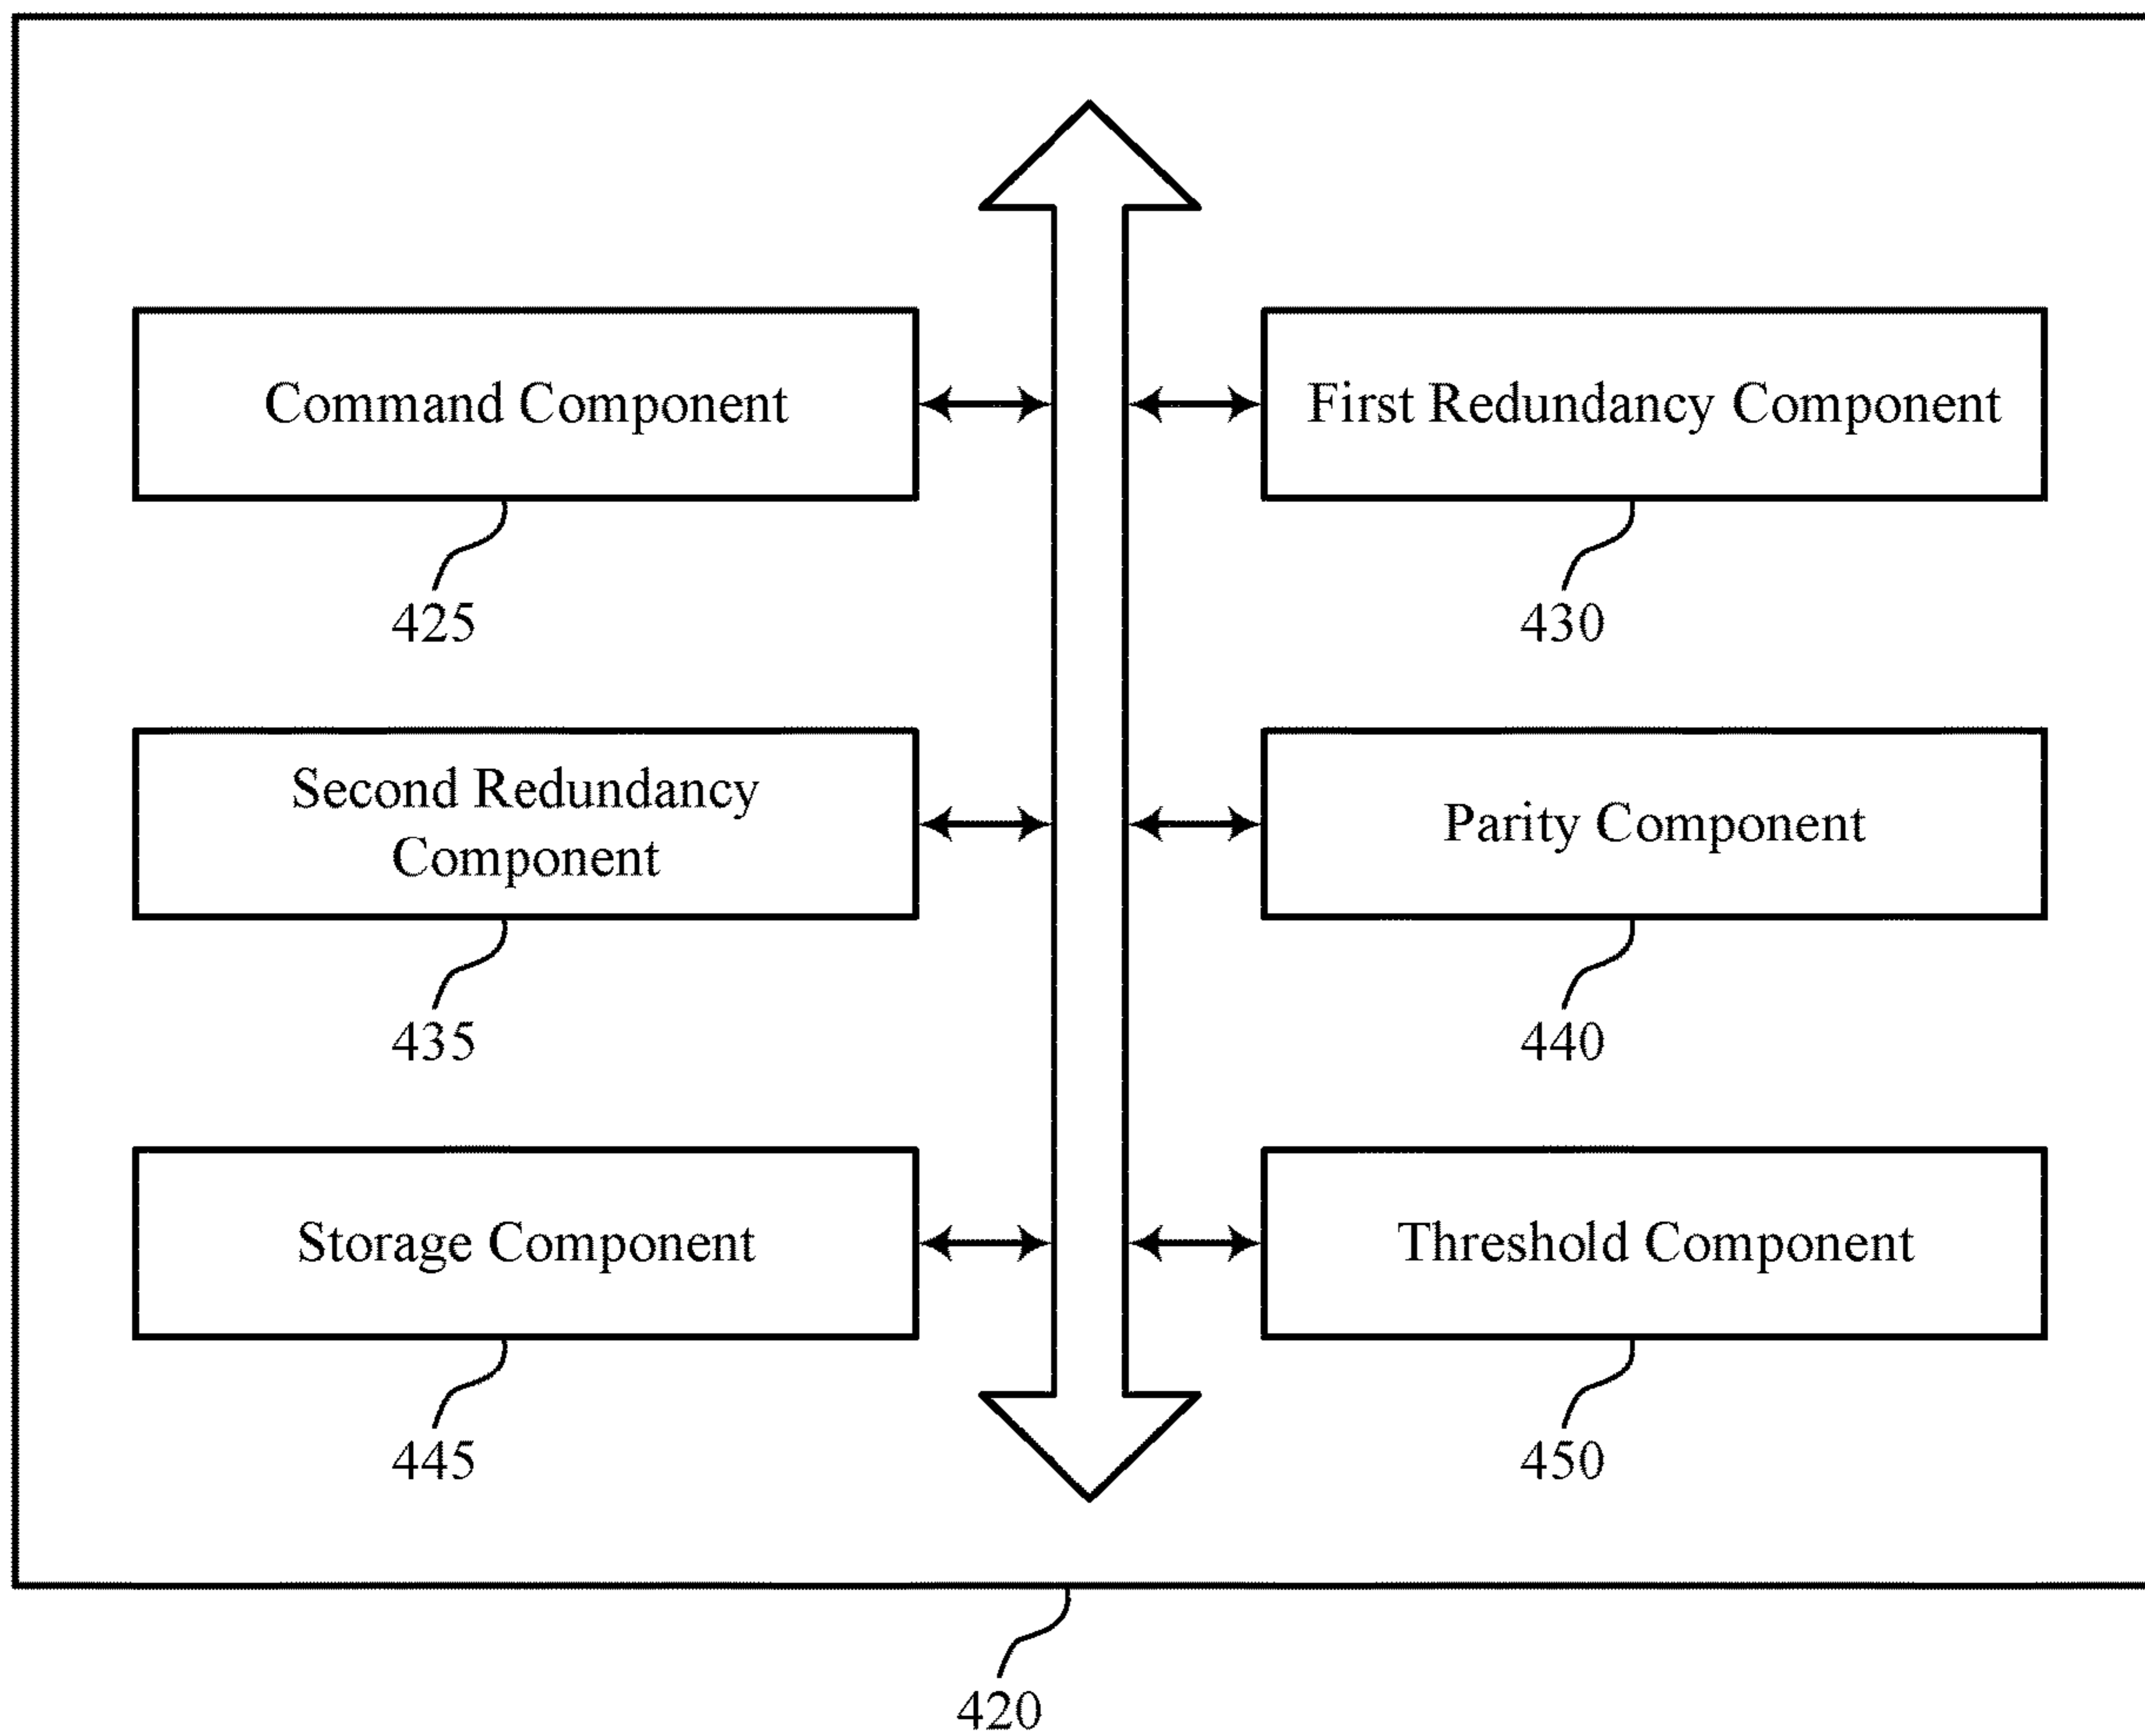 Command Component
First Redundancy Component
425
430
Second Redundancy
Component
Parity Component
435
440
Storage Component
Threshold Component
445
450
420